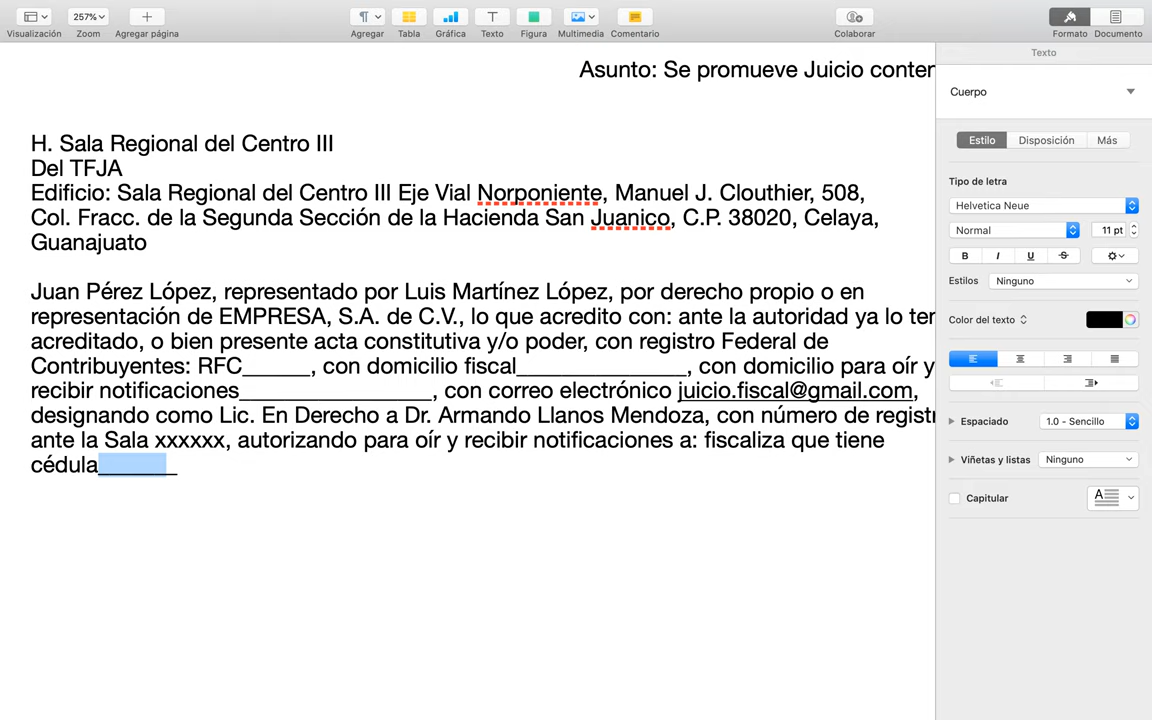 257%
Visualización Zoom Agregar página Agregar Tabla Gráfica Texto Figura Multimedia Comentario Colaborar Formato Documento
Asunto: Se promueve Juicio conten
H. Sala Regional del Centro III
Del TFJA
Edificio: Sala Regional del Centro III Eje Vial Norponiente, Manuel J. Clouthier, 508,
Col. Fracc. de la Segunda Sección de la Hacienda San Juanico, C.P. 38020, Celaya,
Guanajuato
Juan Pérez López, representado por Luis Martínez López, por derecho propio o en
representación de EMPRESA, S.A. de C.V., lo que acredito con: ante la autoridad ya lo ten
acreditado, o bien presente acta constitutiva y/o poder, con registro Federal de
Contribuyentes: RFC______, con domicilio fiscal_______________, con domicilio para oír y
recibir notificaciones_________________, con correo electrónico juicio.fiscal@gmail.com,
designando como Lic. En Derecho a Dr. Armando Llanos Mendoza, con número de registr
ante la Sala xxxxxx, autorizando para oír y recibir notificaciones a: fiscaliza que tiene
cédula_______
Texto
Cuerpo
Estilo Disposición Más
Tipo de letra
Helvetica Neue
Normal 11 pt
B I U S
Estilos Ninguno
Color del texto
Espaciado 1.0 - Sencillo
Viñetas y listas Ninguno
Capitular A